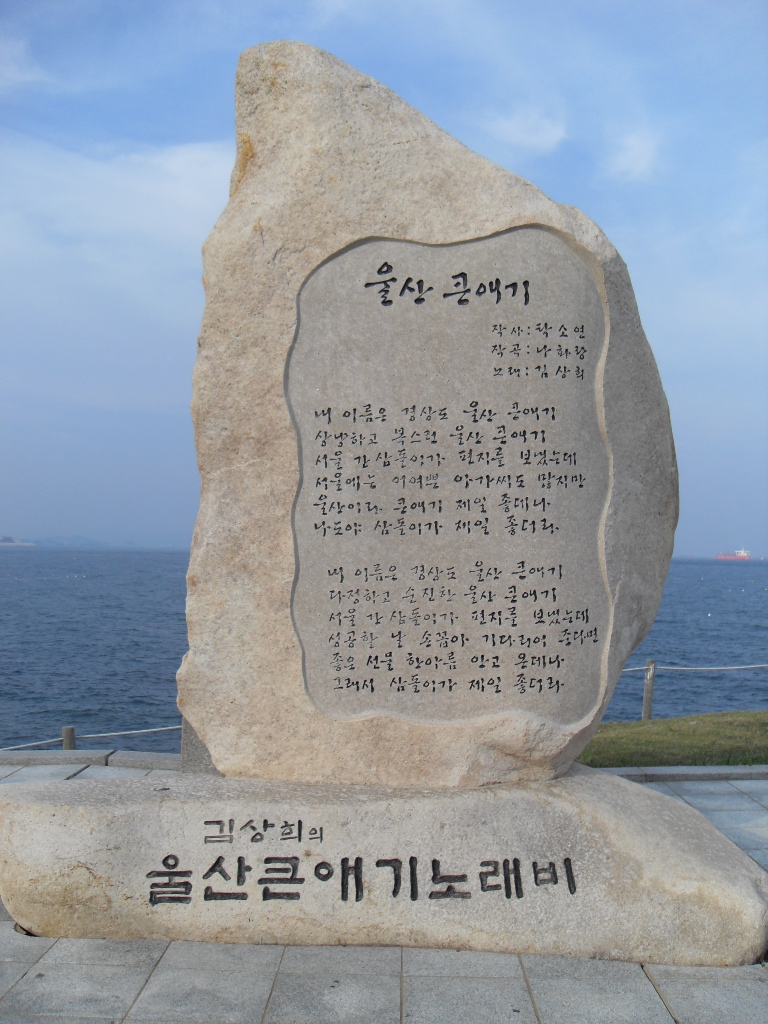 울산 큰애기
작사:탁소연
작곡:나화랑
노래:김상희
내 이름은 경상도 울산 큰애기
상냥하고 복스런 울산 큰애기
서울 간 삼돌이가 편지를 보냈는데
서울에는 어여쁜 아가씨도 많지만
울산이라 큰애기 제일 좋데나
나도야 삼돌이가 제일 좋더라
내 이름은 경상도 울산 큰애기
다정하고 순진한 울산 큰애기
서울 간 삼돌이가 편지를 보냈는데
성공할 날 손꼽아 기다리어 준다면
좋은 선물 한아름 안고 온데나
그래서 삼돌이가 제일 좋더라
김상희의
울산큰애기노래비